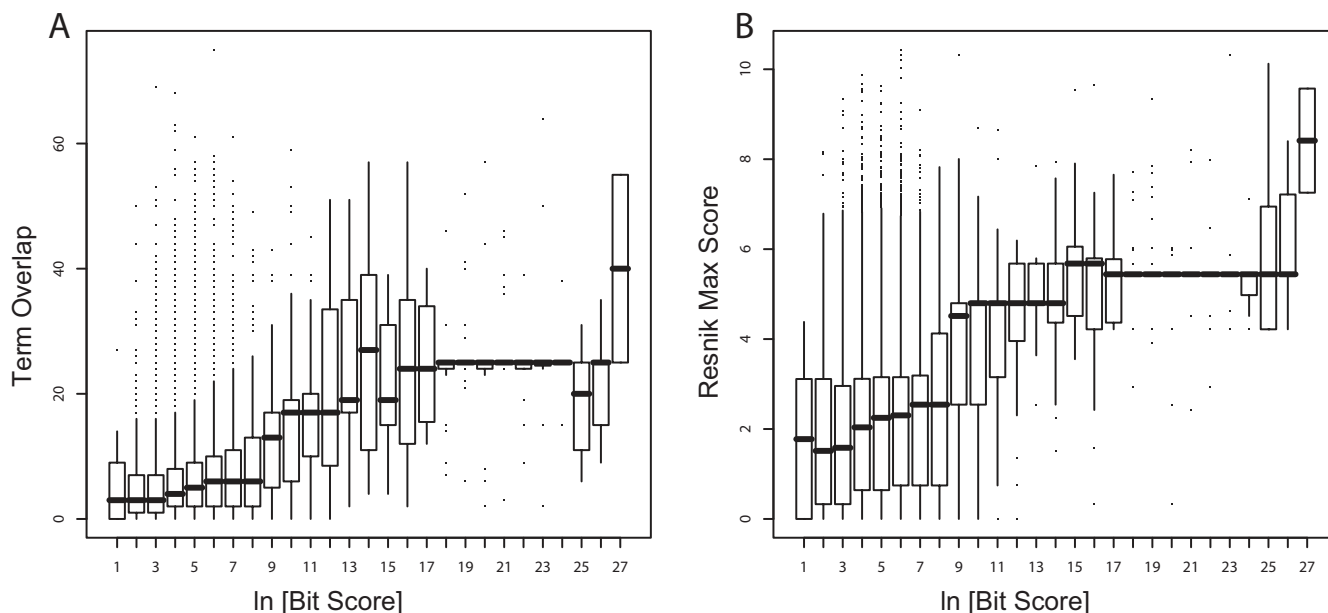 A
Term Overlap
0 20 40 60
1 3 5 7 9 11 13 15 17 19 21 23 25 27
ln [Bit Score]
B
Resnik Max Score
0 2 4 6 8 10
1 3 5 7 9 11 13 15 17 19 21 23 25 27
ln [Bit Score]